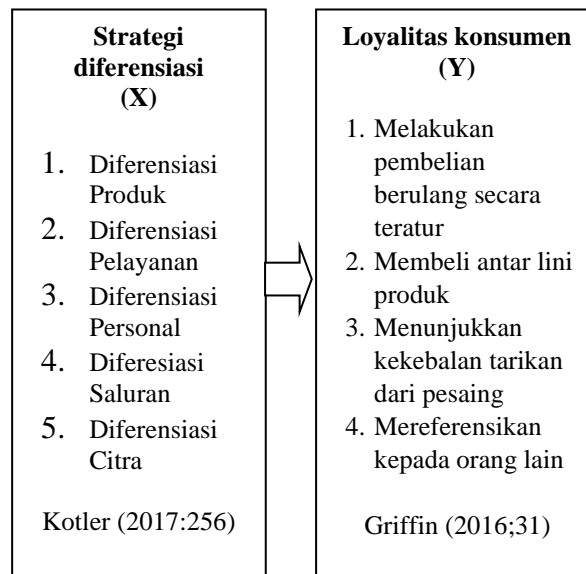 Strategi
diferensiasi
(X)
1. Diferensiasi
Produk
2. Diferensiasi
Pelayanan
3. Diferensiasi
Personal
4. Diferesiasi
Saluran
5. Diferensiasi
Citra
Kotler (2017:256)
Loyalitas konsumen
(Y)
1. Melakukan
pembelian
berulang secara
teratur
2. Membeli antar lini
produk
3. Menunjukkan
kekebalan tarikan
dari pesaing
4. Mereferensikan
kepada orang lain
Griffin (2016;31)